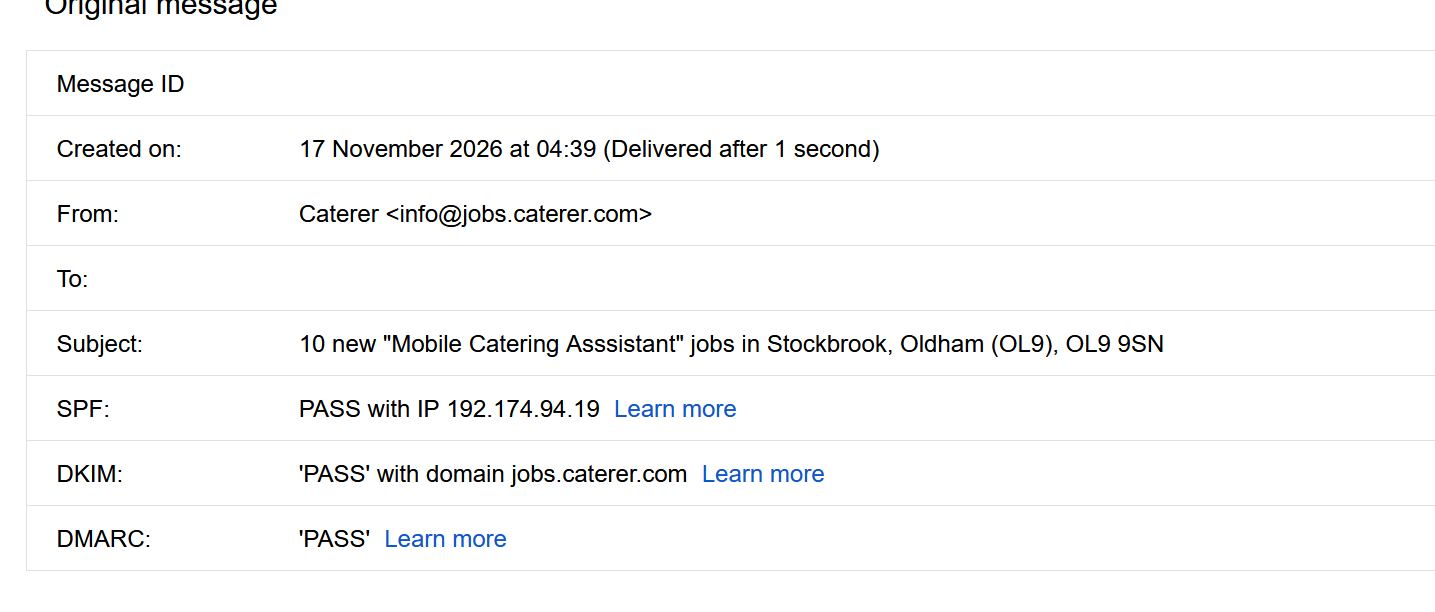 Original message
Message ID
Created on: 17 November 2026 at 04:39 (Delivered after 1 second)
From: Caterer <info@jobs.caterer.com>
To:
Subject: 10 new "Mobile Catering Asssistant" jobs in Stockbrook, Oldham (OL9), OL9 9SN
SPF: PASS with IP 192.174.94.19 Learn more
DKIM: 'PASS' with domain jobs.caterer.com Learn more
DMARC: 'PASS' Learn more